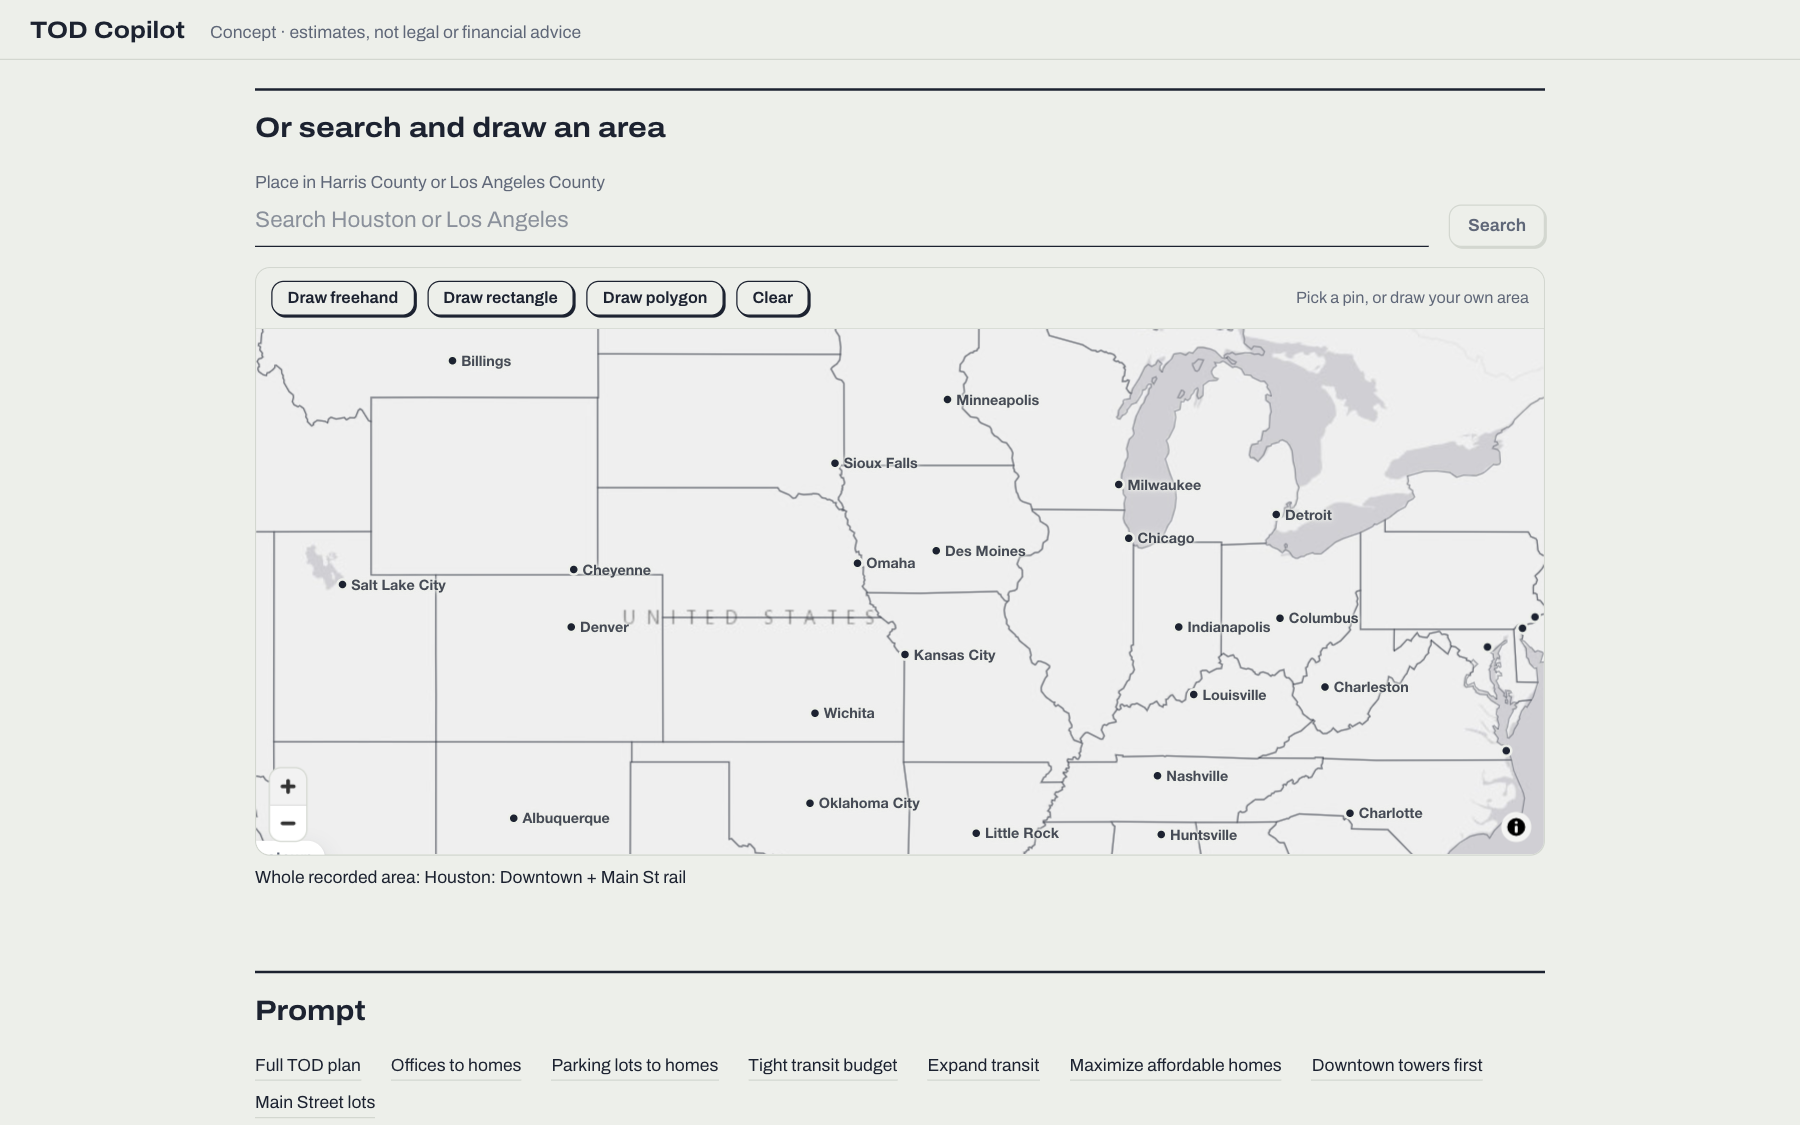 TOD Copilot
Concept · estimates, not legal or financial advice
Or search and draw an area
Place in Harris County or Los Angeles County
Search Houston or Los Angeles
Search
Draw freehand
Draw rectangle
Draw polygon
Clear
Pick a pin, or draw your own area
Billings
Minneapolis
Sioux Falls
Milwaukee
Detroit
Chicago
Des Moines
Omaha
Cheyenne
Salt Lake City
UNITED STATES
Denver
Columbus
Indianapolis
Kansas City
Charleston
Louisville
Wichita
Nashville
Oklahoma City
Charlotte
Albuquerque
Little Rock
Huntsville
Whole recorded area: Houston: Downtown + Main St rail
Prompt
Full TOD plan
Offices to homes
Parking lots to homes
Tight transit budget
Expand transit
Maximize affordable homes
Downtown towers first
Main Street lots